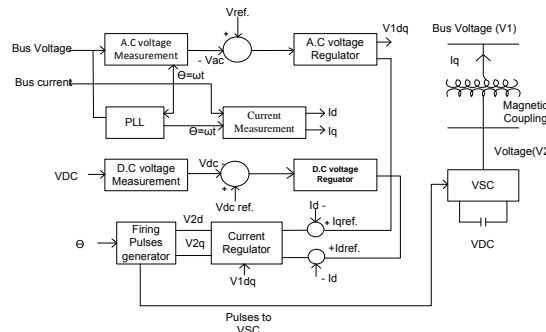 Vref.
V1dq
Bus Voltage (V1)
Bus Voltage
A.C voltage
Measurement
+
- Vac
A.C voltage
Regulator
Iq
Θ=ωt
Bus current
PLL
Θ=ωt
Current
Measurement
Id
Iq
Magnetic
Coupling
Voltage(V2
VDC
D.C voltage
Measurement
Vdc -
+
Vdc ref.
D.C voltage
Reguator
VSC
VDC
Id -
+ Iqref.
Θ
Firing
Pulses
generator
V2d
V2q
Current
Regulator
+Idref.
- Id
V1dq
Pulses to
VSC